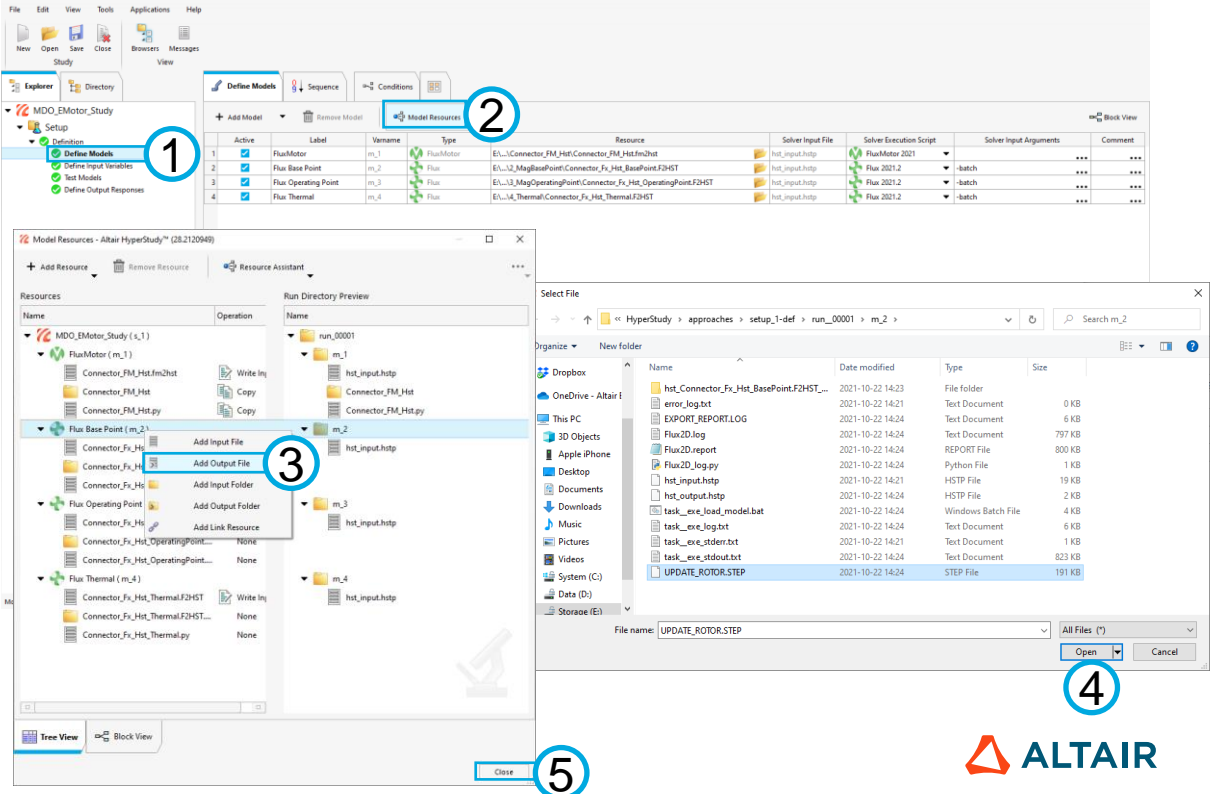 File Edit View Tools Applications Help
New Open Save Close Browsers Messages
Study View
Explorer Directory
MDO_EMotor_Study
Setup
Definition
Define Models
Define Input Variables
Test Models
Define Output Responses
1
Define Models Sequence Conditions
Add Model Remove Model Model Resources Block View
2
Active Label Varname Type Resource Solver Input File Solver Execution Script Solver Input Arguments Comment
1 FluxMotor m_1 FluxMotor E:\...\Connector_FM_Hst\Connector_FM_Hst.fm2hst hst_input.hstp FluxMotor 2021 ... ...
2 Flux Base Point m_2 Flux E:\...\2_MagBasePoint\Connector_Fx_Hst_BasePoint.F2HST hst_input.hstp Flux 2021.2 -batch ... ...
3 Flux Operating Point m_3 Flux E:\...\3_MagOperatingPoint\Connector_Fx_Hst_OperatingPoint.F2HST hst_input.hstp Flux 2021.2 -batch ... ...
4 Flux Thermal m_4 Flux E:\...\4_Thermal\Connector_Fx_Hst_Thermal.F2HST hst_input.hstp Flux 2021.2 -batch ... ...
Model Resources - Altair HyperStudy™ (28.2120949)
Add Resource Remove Resource Resource Assistant ...
Resources Run Directory Preview
Name Operation Name
MDO_EMotor_Study ( s_1 ) run_00001
FluxMotor ( m_1 ) m_1
Connector_FM_Hst.fm2hst Write Inp hst_input.hstp
Connector_FM_Hst Copy Connector_FM_Hst
Connector_FM_Hst.py Copy Connector_FM_Hst.py
Flux Base Point ( m_2 ) m_2
Connector_Fx_Hs hst_input.hstp
Connector_Fx_Hs
Connector_Fx_Hs
Add Input File
Add Output File
Add Input Folder
Add Output Folder
Add Link Resource
3
Flux Operating Point m_3
Connector_Fx_Hs hst_input.hstp
Connector_Fx_Hst_OperatingPoint.... None
Connector_Fx_Hst_OperatingPoint.... None
Flux Thermal ( m_4 ) m_4
Connector_Fx_Hst_Thermal.F2HST Write Inp hst_input.hstp
Connector_Fx_Hst_Thermal.F2HST.... None
Connector_Fx_Hst_Thermal.py None
Tree View Block View
Close
5
Select File
« HyperStudy › approaches › setup_1-def › run__00001 › m_2 › Search m_2
Organize New folder
Dropbox
OneDrive - Altair E
This PC
3D Objects
Apple iPhone
Desktop
Documents
Downloads
Music
Pictures
Videos
System (C:)
Data (D:)
Storage (E:)
Name Date modified Type Size
hst_Connector_Fx_Hst_BasePoint.F2HST_... 2021-10-22 14:23 File folder
error_log.txt 2021-10-22 14:21 Text Document 0 KB
EXPORT_REPORT.LOG 2021-10-22 14:24 Text Document 6 KB
Flux2D.log 2021-10-22 14:24 Text Document 797 KB
Flux2D.report 2021-10-22 14:24 REPORT File 800 KB
Flux2D_log.py 2021-10-22 14:21 Python File 1 KB
hst_input.hstp 2021-10-22 14:21 HSTP File 19 KB
hst_output.hstp 2021-10-22 14:24 HSTP File 2 KB
task__exe_load_model.bat 2021-10-22 14:24 Windows Batch File 4 KB
task__exe_log.txt 2021-10-22 14:24 Text Document 6 KB
task__exe_stderr.txt 2021-10-22 14:21 Text Document 1 KB
task__exe_stdout.txt 2021-10-22 14:24 Text Document 823 KB
UPDATE_ROTOR.STEP 2021-10-22 14:24 STEP File 191 KB
File name: UPDATE_ROTOR.STEP All Files (*)
Open Cancel
4
ALTAIR